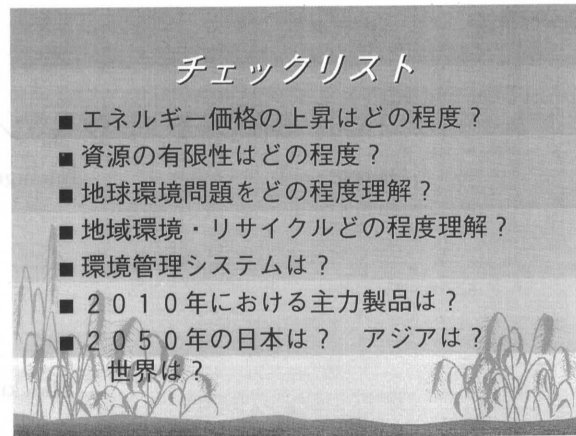 チェックリスト
■エネルギー価格の上昇はどの程度？
■資源の有限性はどの程度？
■地球環境問題をどの程度理解？
■地域環境・リサイクルどの程度理解？
■環境管理システムは？
■２０１０年における主力製品は？
■２０５０年の日本は？　アジアは？
世界は？